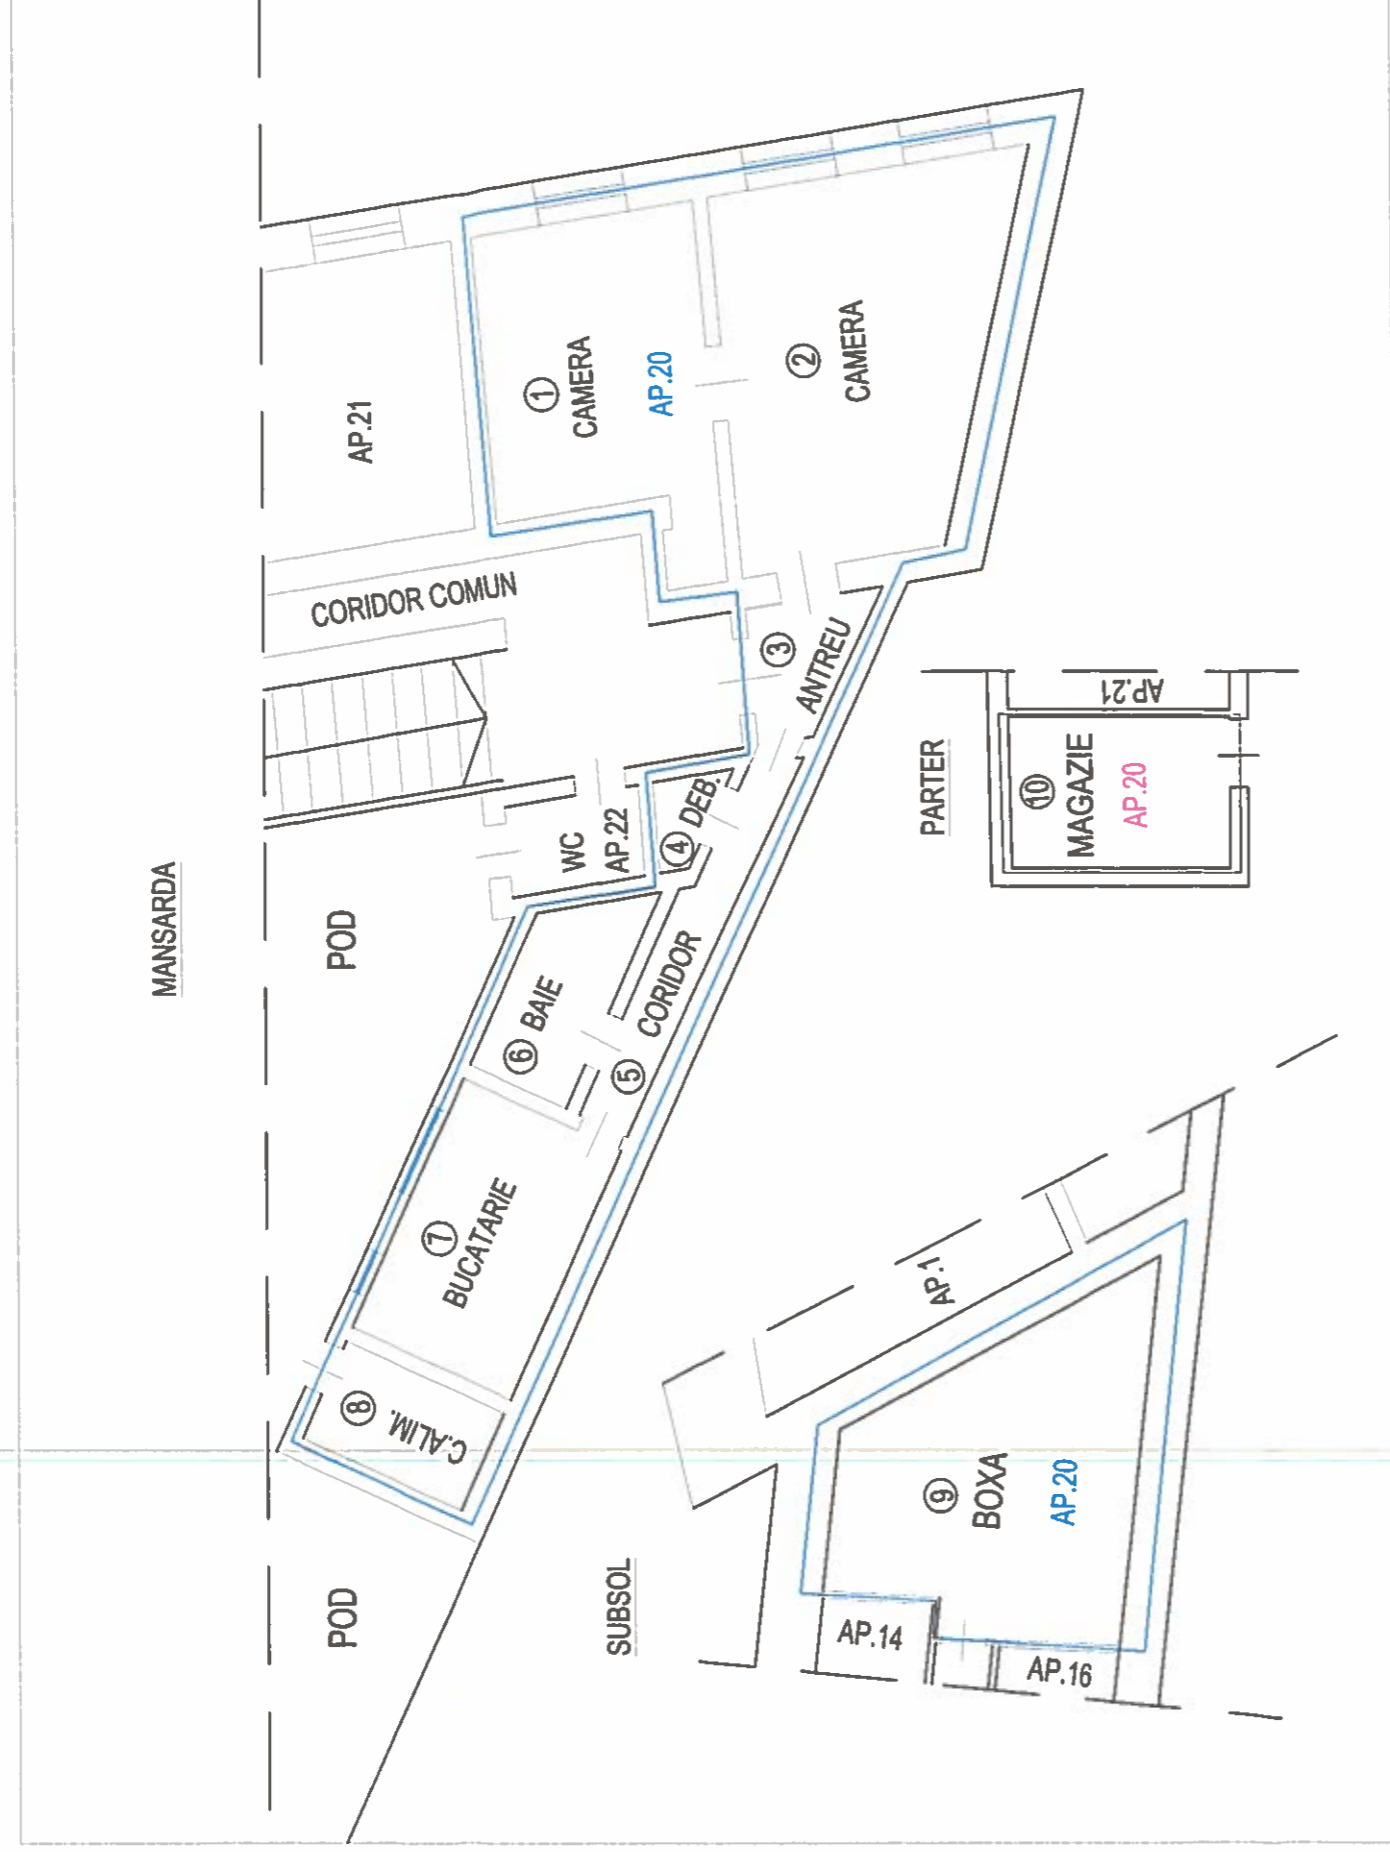 MANSARDA
POD
POD
AP.21
CORIDOR COMUN
WC
AP.22
1
CAMERA
AP.20
2
CAMERA
3
ANTREU
4 DEB.
5
CORIDOR
6 BAIE
7
BUCATARIE
8
C.ALIM.
SUBSOL
AP.1
9
BOXA
AP.20
AP.14
AP.16
PARTER
AP.21
10
MAGAZIE
AP.20